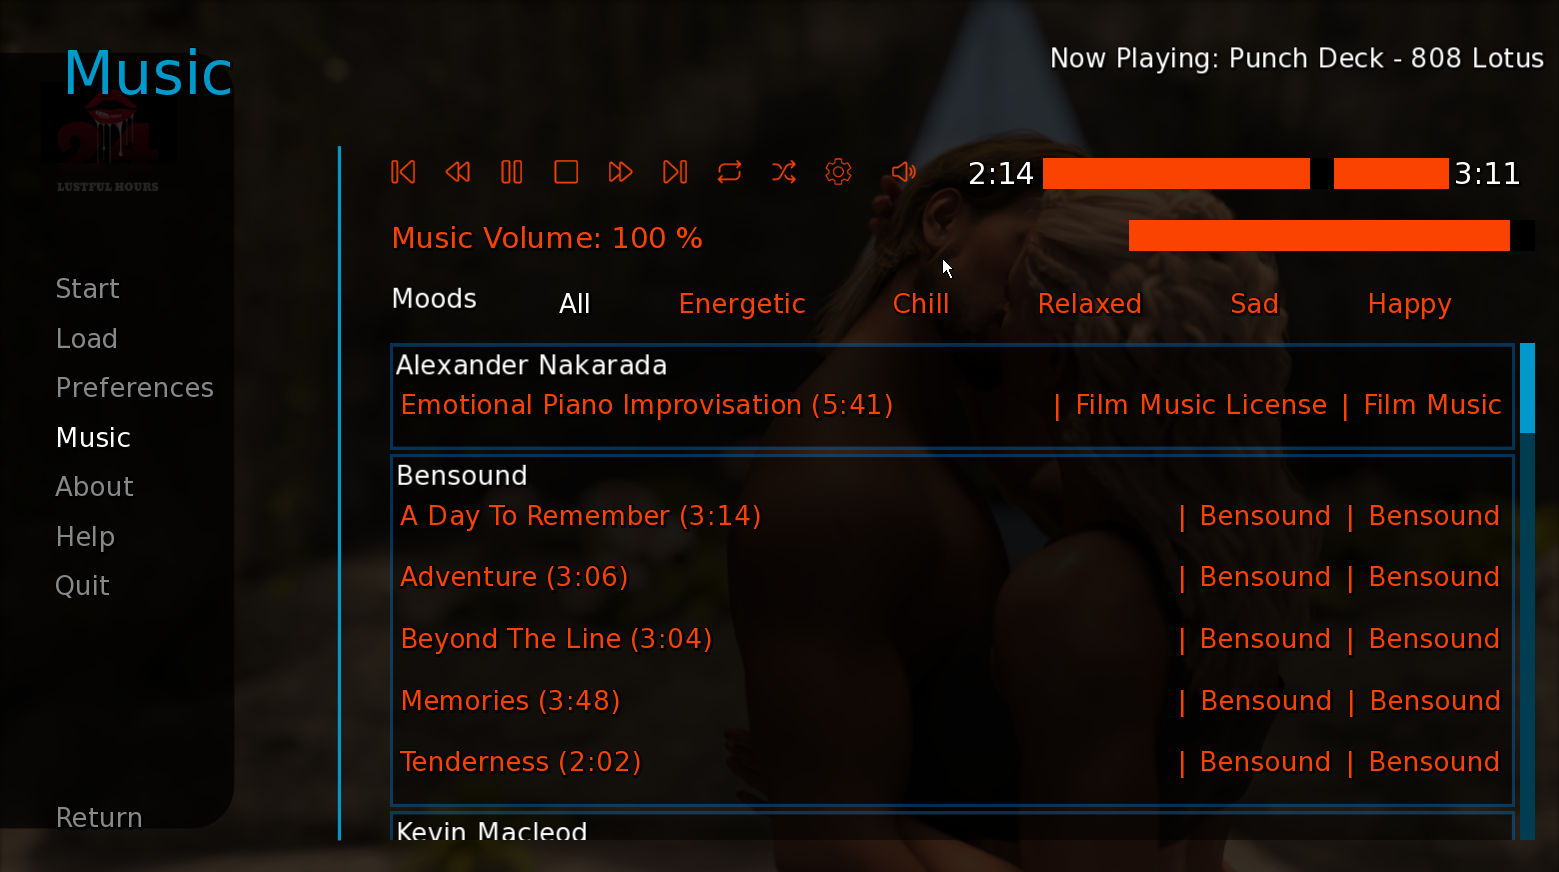 Music
Now Playing: Punch Deck - 808 Lotus
24
LUSTFUL HOURS
2:14 3:11
Music Volume: 100 %
Start
Load
Preferences
Music
About
Help
Quit
Return
Moods All Energetic Chill Relaxed Sad Happy
Alexander Nakarada
Emotional Piano Improvisation (5:41) | Film Music License | Film Music
Bensound
A Day To Remember (3:14) | Bensound | Bensound
Adventure (3:06) | Bensound | Bensound
Beyond The Line (3:04) | Bensound | Bensound
Memories (3:48) | Bensound | Bensound
Tenderness (2:02) | Bensound | Bensound
Kevin Macleod